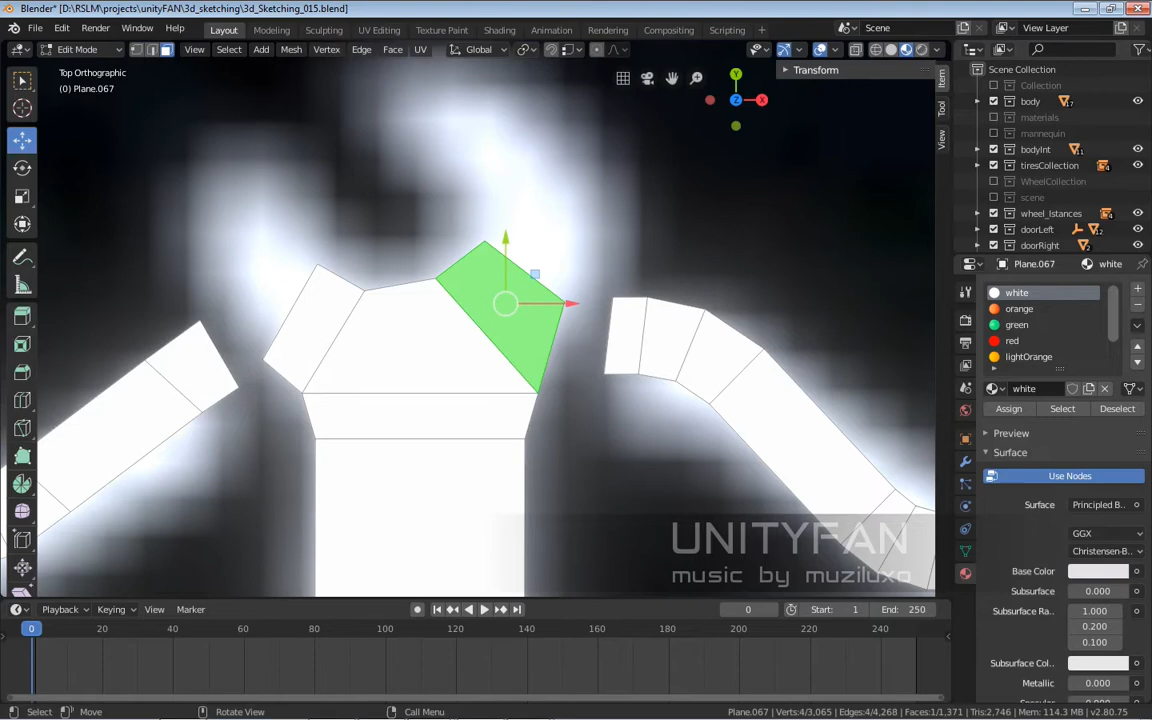 Blender* [D:\RSLM\projects\unityFAN\3d_sketching\3d_Sketching_015.blend]
File Edit Render Window Help Layout Modeling Sculpting UV Editing Texture Paint Shading Animation Rendering Compositing Scripting Scene View Layer
Edit Mode View Select Add Mesh Vertex Edge Face UV Global
Top Orthographic
(0) Plane.067
Transform
Item
Tool
View
Y
X
Z
Scene Collection
Collection
body 17
materials
mannequin
bodyInt 11
tiresCollection 4
WheelCollection
scene
wheel_Istances 4
doorLeft 12
doorRight 2
Plane.067 white
white
orange
green
red
lightOrange
white
Assign Select Deselect
Preview
Surface
Use Nodes
Surface Principled B..
GGX
Christensen-B..
Base Color
Subsurface 0.000
Subsurface Ra.. 1.000
0.200
0.100
Subsurface Col..
Metallic 0.000
UNITYFAN
music by muziluxo
Playback Keying View Marker 0 Start: 1 End: 250
0 20 40 60 80 100 120 140 160 180 200 220 240
Select Move Rotate View Call Menu Plane.067 | Verts:4/3,065 | Edges:4/4,268 | Faces:1/1,371 | Tris:2,746 | Mem: 114.3 MB | v2.80.75